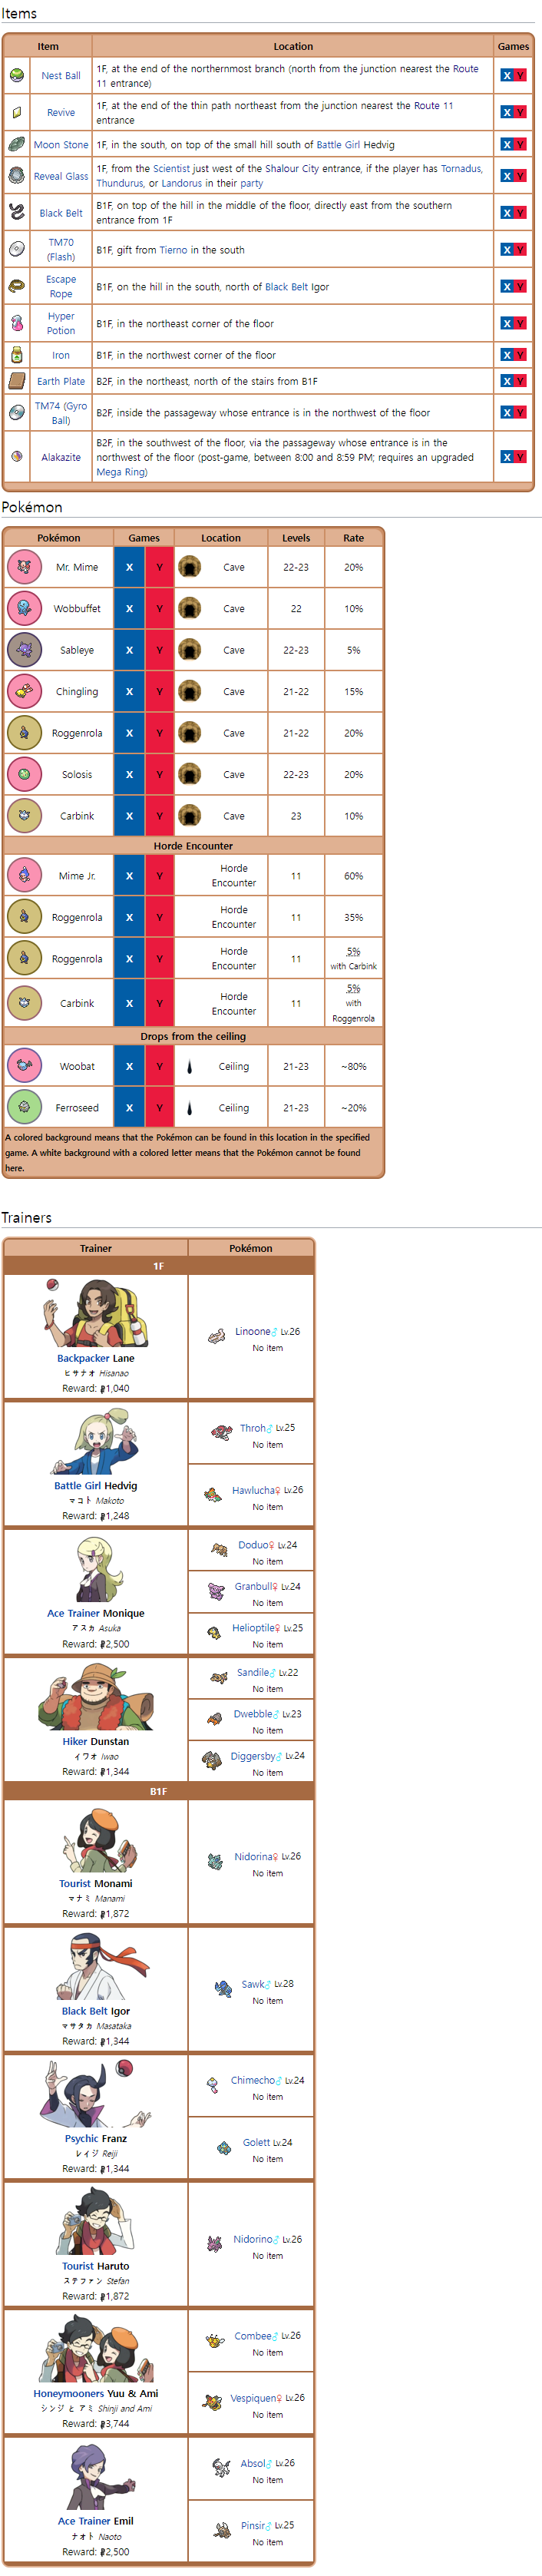 Items
Item Location Games
Nest Ball 1F, at the end of the northernmost branch (north from the junction nearest the Route X Y
11 entrance)
Revive 1F, at the end of the thin path northeast from the junction nearest the Route 11 X Y
entrance
Moon Stone 1F, in the south, on top of the small hill south of Battle Girl Hedvig X Y
Reveal Glass 1F, from the Scientist just west of the Shalour City entrance, if the player has Tornadus, X Y
Thundurus, or Landorus in their party
Black Belt B1F, on top of the hill in the middle of the floor, directly east from the southern X Y
entrance from 1F
TM70
(Flash) B1F, gift from Tierno in the south X Y
Escape
Rope B1F, on the hill in the south, north of Black Belt Igor X Y
Hyper
Potion B1F, in the northeast corner of the floor X Y
Iron B1F, in the northwest corner of the floor X Y
Earth Plate B2F, in the northeast, north of the stairs from B1F X Y
TM74 (Gyro
Ball) B2F, inside the passageway whose entrance is in the northwest of the floor X Y
Alakazite B2F, in the southwest of the floor, via the passageway whose entrance is in the X Y
northwest of the floor (post-game, between 8:00 and 8:59 PM; requires an upgraded
Mega Ring)
Pokémon
Pokémon Games Location Levels Rate
Mr. Mime X Y Cave 22-23 20%
Wobbuffet X Y Cave 22 10%
Sableye X Y Cave 22-23 5%
Chingling X Y Cave 21-22 15%
Roggenrola X Y Cave 21-22 20%
Solosis X Y Cave 22-23 20%
Carbink X Y Cave 23 10%
Horde Encounter
Mime Jr. X Y Horde
Encounter 11 60%
Roggenrola X Y Horde
Encounter 11 35%
Roggenrola X Y Horde
Encounter 11 5%
with Carbink
Carbink X Y Horde
Encounter 11 5%
with
Roggenrola
Drops from the ceiling
Woobat X Y Ceiling 21-23 ~80%
Ferroseed X Y Ceiling 21-23 ~20%
A colored background means that the Pokémon can be found in this location in the specified
game. A white background with a colored letter means that the Pokémon cannot be found
here.
Trainers
Trainer Pokémon
1F
Backpacker Lane
ヒサナオ Hisanao
Reward: 1,040
Linoone♂ Lv.26
No item
Battle Girl Hedvig
マコト Makoto
Reward: 1,248
Throh♂ Lv.25
No item
Hawlucha♀ Lv.26
No item
Ace Trainer Monique
アスカ Asuka
Reward: 2,500
Doduo♀ Lv.24
No item
Granbull♀ Lv.24
No item
Helioptile♀ Lv.25
No item
Hiker Dunstan
イワオ Iwao
Reward: 1,344
Sandile♂ Lv.22
No item
Dwebble♂ Lv.23
No item
Diggersby♂ Lv.24
No item
B1F
Tourist Monami
マナミ Manami
Reward: 1,872
Nidorina♀ Lv.26
No item
Black Belt Igor
マサタカ Masataka
Reward: 1,344
Sawk♂ Lv.28
No item
Psychic Franz
レイジ Reiji
Reward: 1,344
Chimecho♂ Lv.24
No item
Golett Lv.24
No item
Tourist Haruto
ステファン Stefan
Reward: 1,872
Nidorino♂ Lv.26
No item
Honeymooners Yuu & Ami
シンジ と アミ Shinji and Ami
Reward: 3,744
Combee♂ Lv.26
No item
Vespiquen♀ Lv.26
No item
Ace Trainer Emil
ナオト Naoto
Reward: 2,500
Absol♂ Lv.26
No item
Pinsir♂ Lv.25
No item